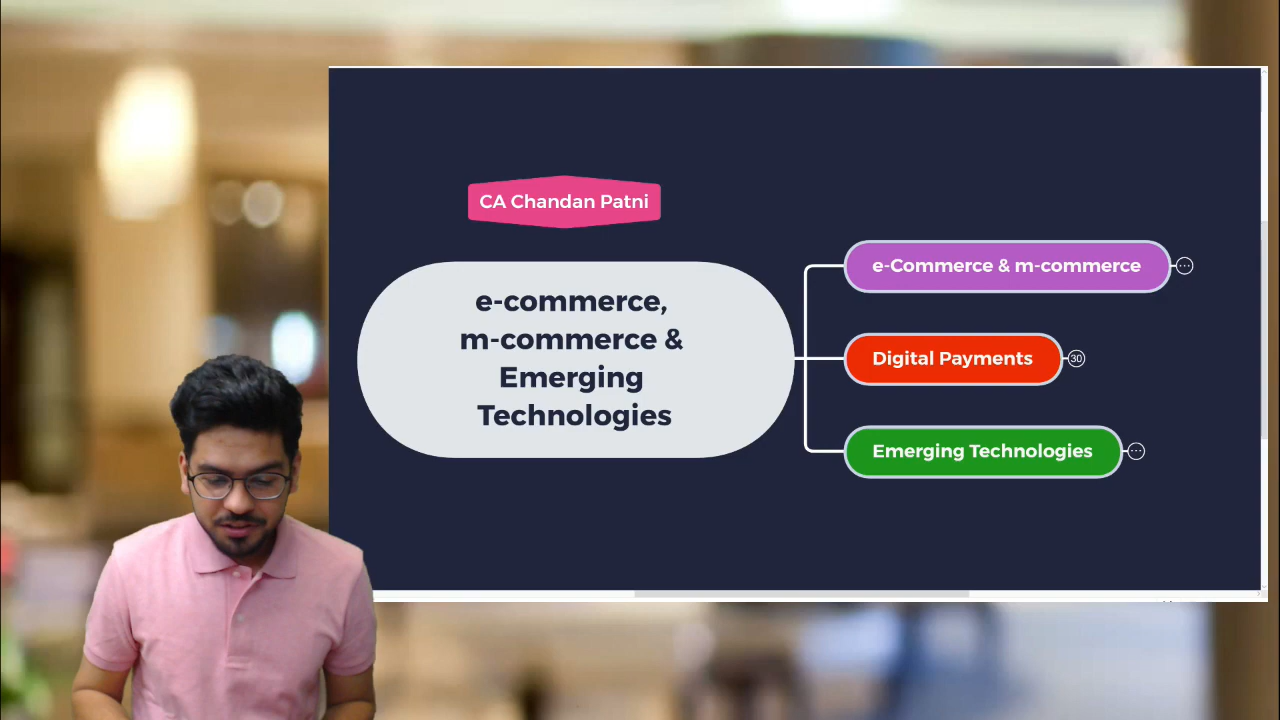 CA Chandan Patni
e-commerce,
m-commerce &
Emerging
Technologies
e-Commerce & m-commerce
Digital Payments
30
Emerging Technologies